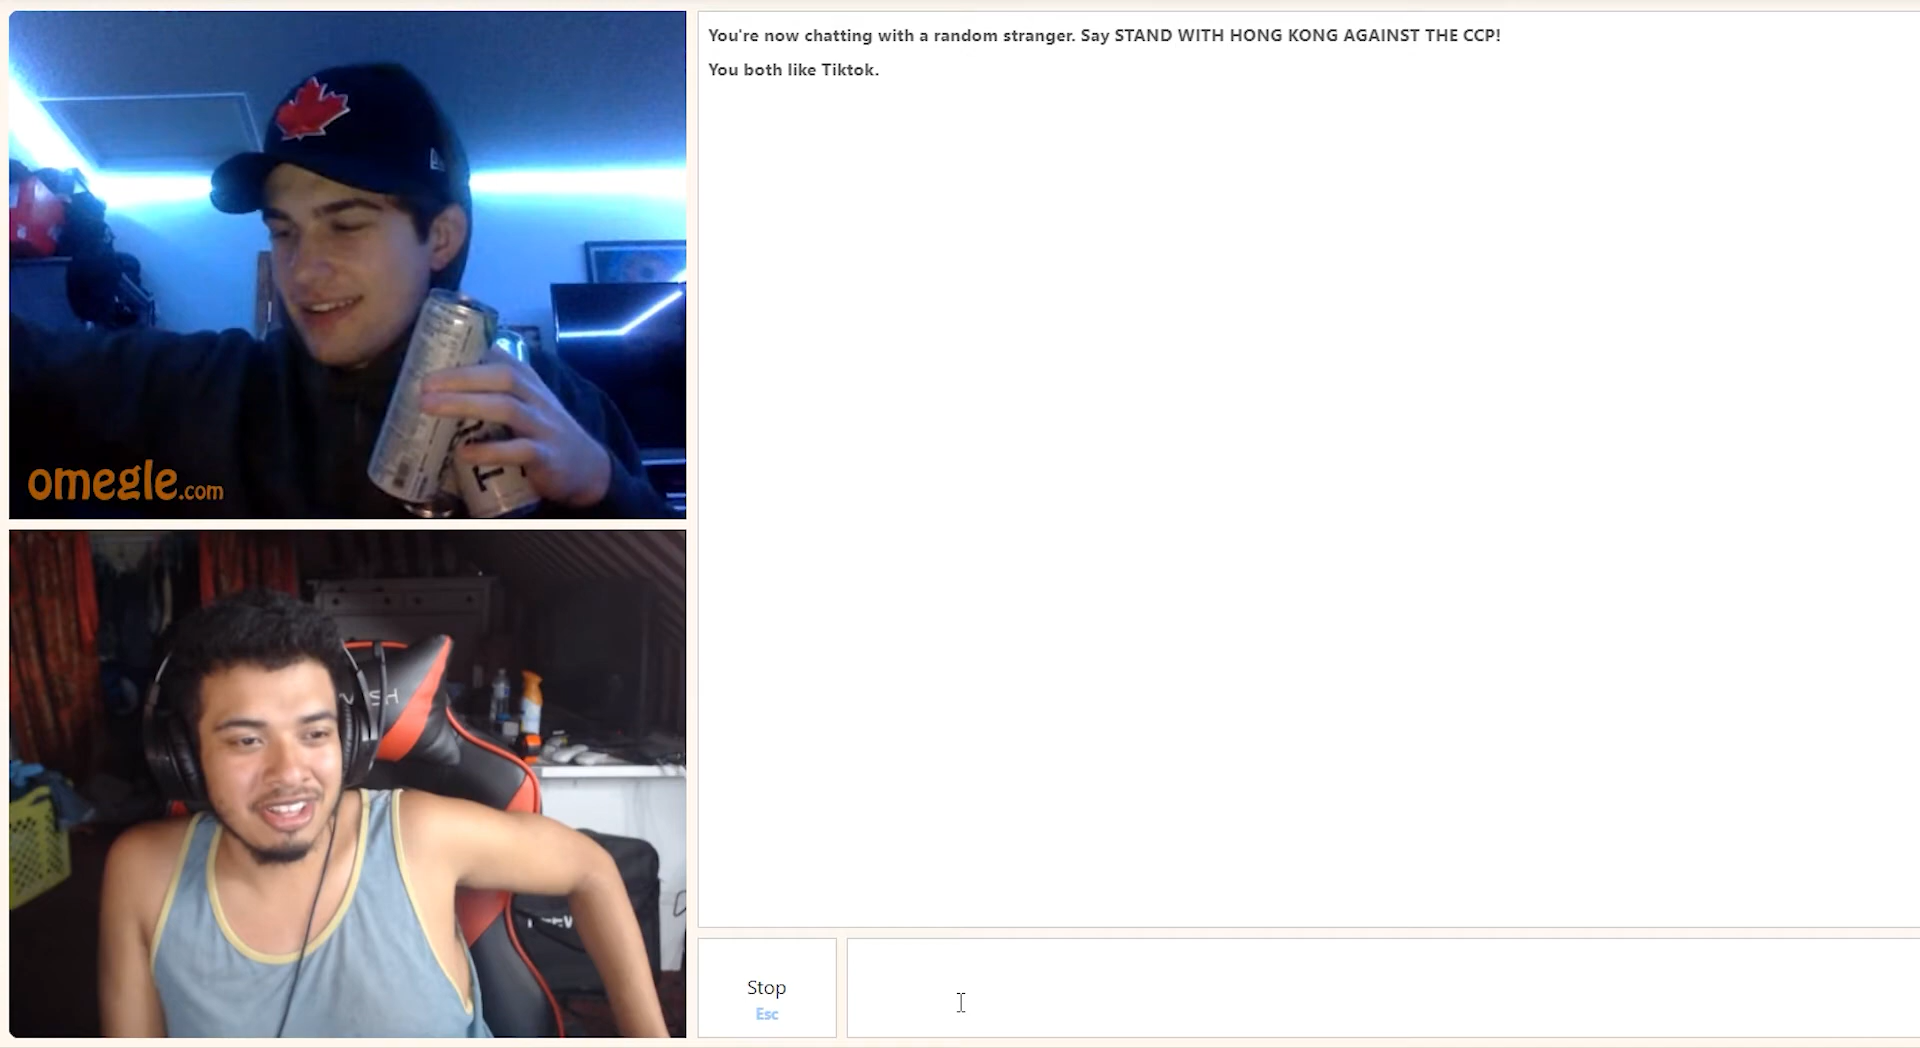 You're now chatting with a random stranger. Say STAND WITH HONG KONG AGAINST THE CCP!
You both like Tiktok.
omegle.com
Stop
Esc